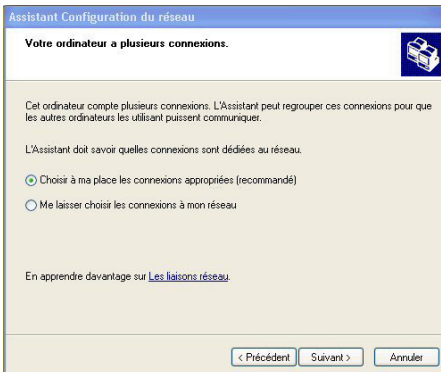 Assistant Configuration du réseau
Votre ordinateur a plusieurs connexions.
Cet ordinateur compte plusieurs connexions. L'Assistant peut regrouper ces connexions pour que
les autres ordinateurs les utilisant puissent communiquer.
L'Assistant doit savoir quelles connexions sont dédiées au réseau.
Choisir à ma place les connexions appropriées (recommandé)
Me laisser choisir les connexions à mon réseau
En apprendre davantage sur Les liaisons réseau.
< Précédent Suivant > Annuler